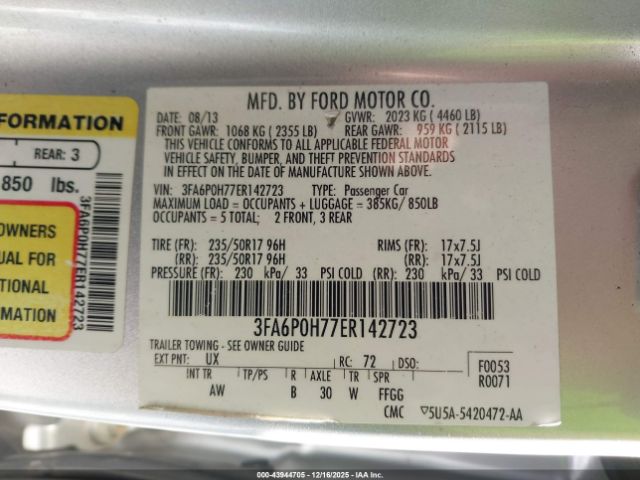 FORMATION
REAR: 3
850 lbs.
OWNERS
UAL FOR
TIONAL
3FA6P0H77ER142723
MFD. BY FORD MOTOR CO.
DATE: 08/13 GVWR: 2023 KG ( 4460 LB)
FRONT GAWR: 1068 KG ( 2355 LB) REAR GAWR: 959 KG ( 2115 LB)
THIS VEHICLE CONFORMS TO ALL APPLICABLE FEDERAL MOTOR
VEHICLE SAFETY, BUMPER, AND THEFT PREVENTION STANDARDS
IN EFFECT ON THE DATE OF MANUFACTURE SHOWN ABOVE.
VIN: 3FA6P0H77ER142723 TYPE: Passenger Car
MAXIMUM LOAD = OCCUPANTS + LUGGAGE = 385KG/ 850LB
OCCUPANTS = 5 TOTAL; 2 FRONT, 3 REAR
TIRE (FR): 235/50R17 96H RIMS (FR): 17x7.5J
(RR): 235/50R17 96H (RR): 17x7.5J
PRESSURE (FR): 230 kPa/ 33 PSI COLD (RR): 230 kPa/ 33 PSI COLD
3FA6P0H77ER142723
TRAILER TOWING - SEE OWNER GUIDE
EXT PNT: UX RC: 72 DSO: F0053
INT TR TP/PS R AXLE TR SPR R0071
AW B 30 W FFGG
CMC ▽5U5A-5420472-AA
IAA - 43944705 - 12/16/2025 - IAA Inc.